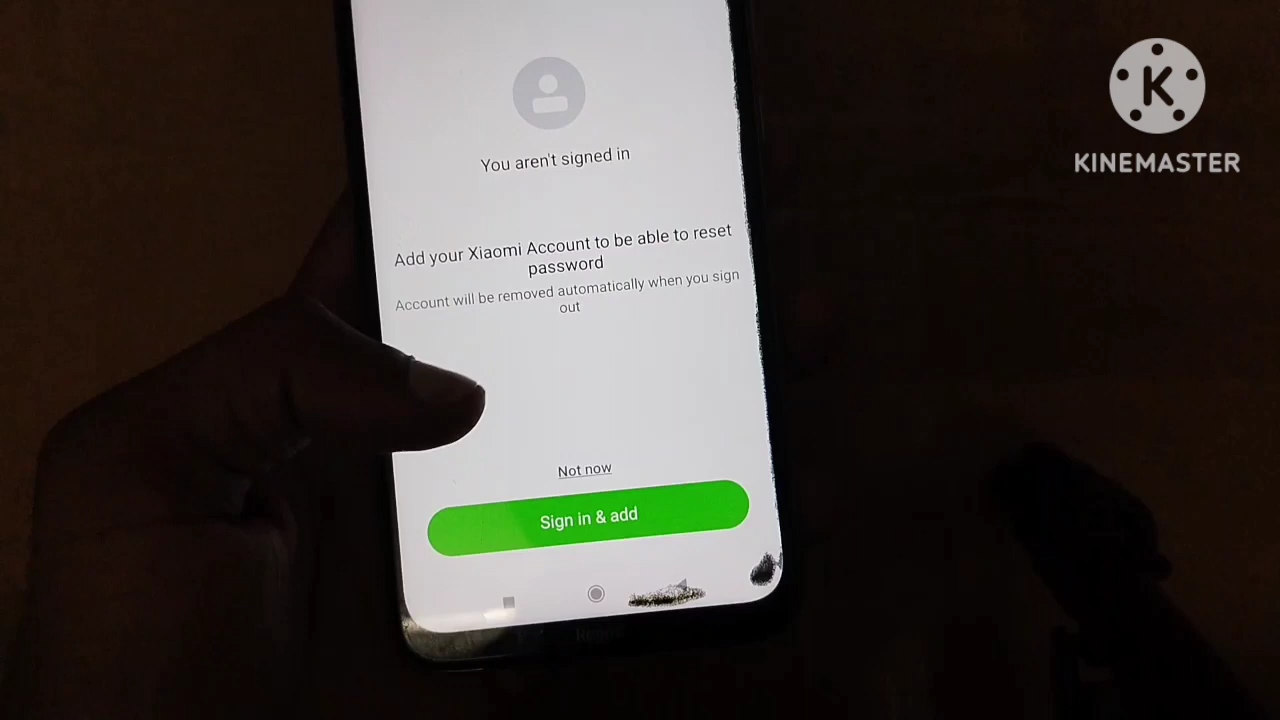 You aren't signed in
Add your Xiaomi Account to be able to reset
password
Account will be removed automatically when you sign
out
Not now
Sign in & add
KINEMASTER